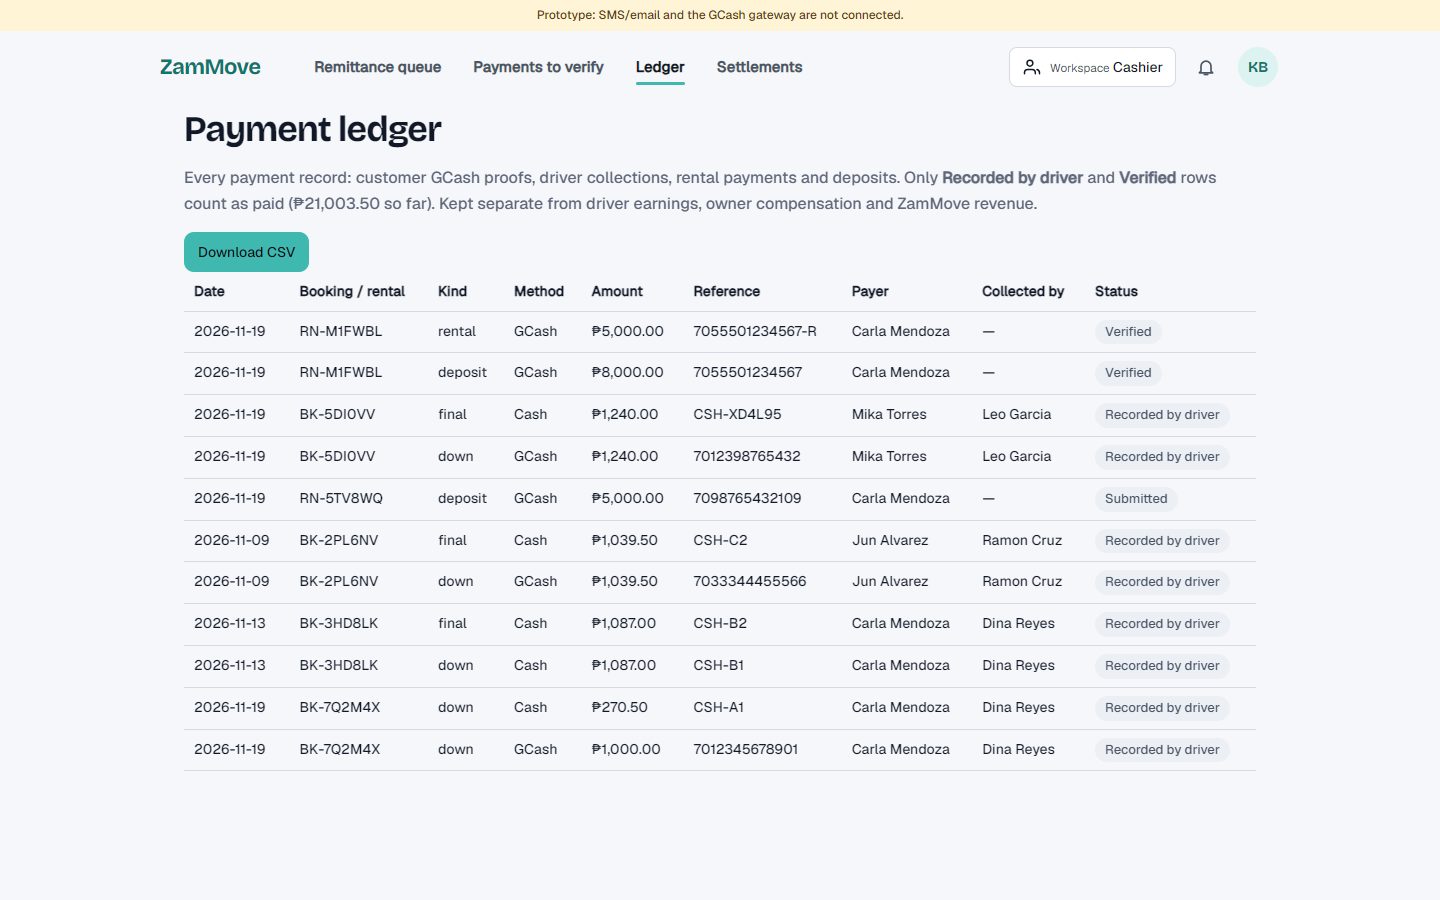 Prototype: SMS/email and the GCash gateway are not connected.
ZamMove Remittance queue Payments to verify Ledger Settlements Workspace Cashier KB
Payment ledger
Every payment record: customer GCash proofs, driver collections, rental payments and deposits. Only Recorded by driver and Verified rows
count as paid (₱21,003.50 so far). Kept separate from driver earnings, owner compensation and ZamMove revenue.
Download CSV
Date Booking / rental Kind Method Amount Reference Payer Collected by Status
2026-11-19 RN-M1FWBL rental GCash ₱5,000.00 7055501234567-R Carla Mendoza — Verified
2026-11-19 RN-M1FWBL deposit GCash ₱8,000.00 7055501234567 Carla Mendoza — Verified
2026-11-19 BK-5DI0VV final Cash ₱1,240.00 CSH-XD4L95 Mika Torres Leo Garcia Recorded by driver
2026-11-19 BK-5DI0VV down GCash ₱1,240.00 7012398765432 Mika Torres Leo Garcia Recorded by driver
2026-11-19 RN-5TV8WQ deposit GCash ₱5,000.00 7098765432109 Carla Mendoza — Submitted
2026-11-09 BK-2PL6NV final Cash ₱1,039.50 CSH-C2 Jun Alvarez Ramon Cruz Recorded by driver
2026-11-09 BK-2PL6NV down GCash ₱1,039.50 7033344455566 Jun Alvarez Ramon Cruz Recorded by driver
2026-11-13 BK-3HD8LK final Cash ₱1,087.00 CSH-B2 Carla Mendoza Dina Reyes Recorded by driver
2026-11-13 BK-3HD8LK down Cash ₱1,087.00 CSH-B1 Carla Mendoza Dina Reyes Recorded by driver
2026-11-19 BK-7Q2M4X down Cash ₱270.50 CSH-A1 Carla Mendoza Dina Reyes Recorded by driver
2026-11-19 BK-7Q2M4X down GCash ₱1,000.00 7012345678901 Carla Mendoza Dina Reyes Recorded by driver